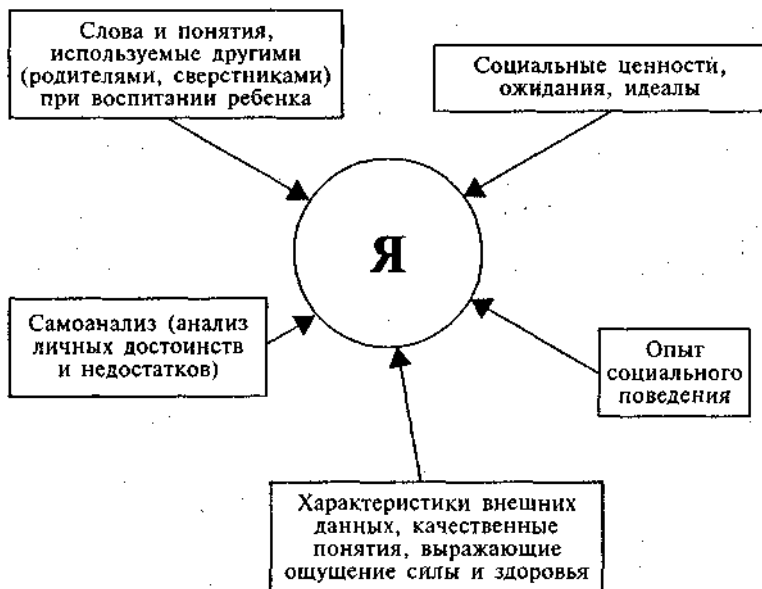 Слова и понятия,
используемые другими
(родителями, сверстниками)
при воспитании ребенка
Социальные ценности,
ожидания, идеалы
Я
Самоанализ (анализ
личных достоинств
и недостатков)
Опыт
социального
поведения
Характеристики внешних
данных, качественные
понятия, выражающие
ощущение силы и здоровья